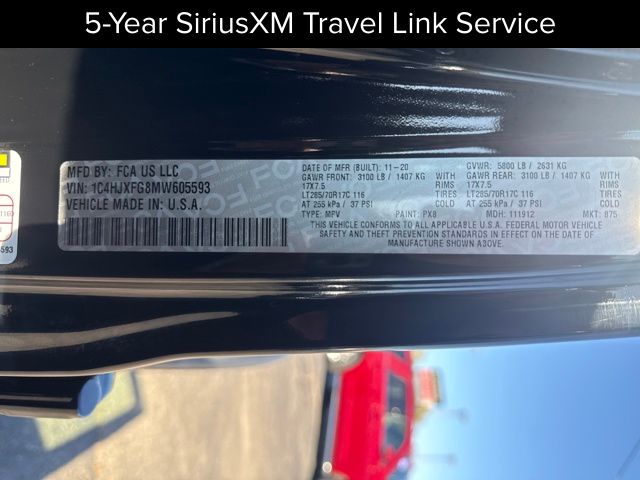 5-Year SiriusXM Travel Link Service
MFD BY: FCA US LLC
VIN: 1C4HJXFG8MW605593
VEHICLE MADE IN: U.S.A.
DATE OF MFR (BUILT): 11-20 GVWR: 5800 LB / 2631 KG
GAWR FRONT: 3100 LB / 1407 KG GAWR REAR: 3100 LB / 1407 KG
17X7.5 RIMS 17X7.5 RIMS
LT285/70R17C 116 TIRES LT285/70R17C 116 TIRES
AT 255 kPa / 37 PSI AT 255 kPa / 37 PSI
TYPE: MPV PAINT: PX8 MDH: 111912 MKT: 875
THIS VEHICLE CONFORMS TO ALL APPLICABLE U.S.A. FEDERAL MOTOR VEHICLE
SAFETY AND THEFT PREVENTION STANDARDS IN EFFECT ON THE DATE OF
MANUFACTURE SHOWN ABOVE.